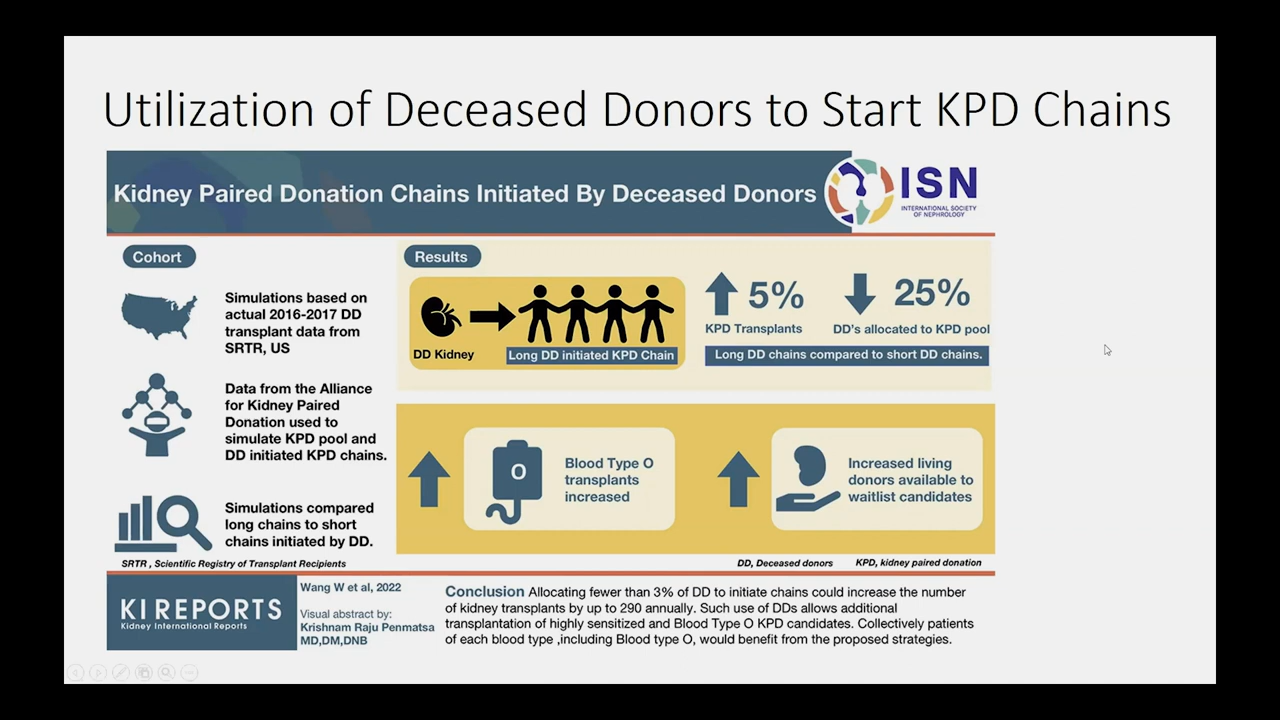 Utilization of Deceased Donors to Start KPD Chains
Kidney Paired Donation Chains Initiated By Deceased Donors
ISN
INTERNATIONAL SOCIETY
OF NEPHROLOGY
Cohort
Simulations based on
actual 2016-2017 DD
transplant data from
SRTR, US
Data from the Alliance
for Kidney Paired
Donation used to
simulate KPD pool and
DD initiated KPD chains.
Simulations compared
long chains to short
chains initiated by DD.
SRTR , Scientific Registry of Transplant Recipients
Results
DD Kidney
Long DD initiated KPD Chain
5%
KPD Transplants
25%
DD's allocated to KPD pool
Long DD chains compared to short DD chains.
O
Blood Type O
transplants
increased
Increased living
donors available to
waitlist candidates
DD, Deceased donors
KPD, kidney paired donation
KI REPORTS
Kidney International Reports
Wang W et al, 2022
Visual abstract by:
Krishnam Raju Penmatsa
MD,DM,DNB
Conclusion Allocating fewer than 3% of DD to initiate chains could increase the number
of kidney transplants by up to 290 annually. Such use of DDs allows additional
transplantation of highly sensitized and Blood Type O KPD candidates. Collectively patients
of each blood type ,including Blood type O, would benefit from the proposed strategies.